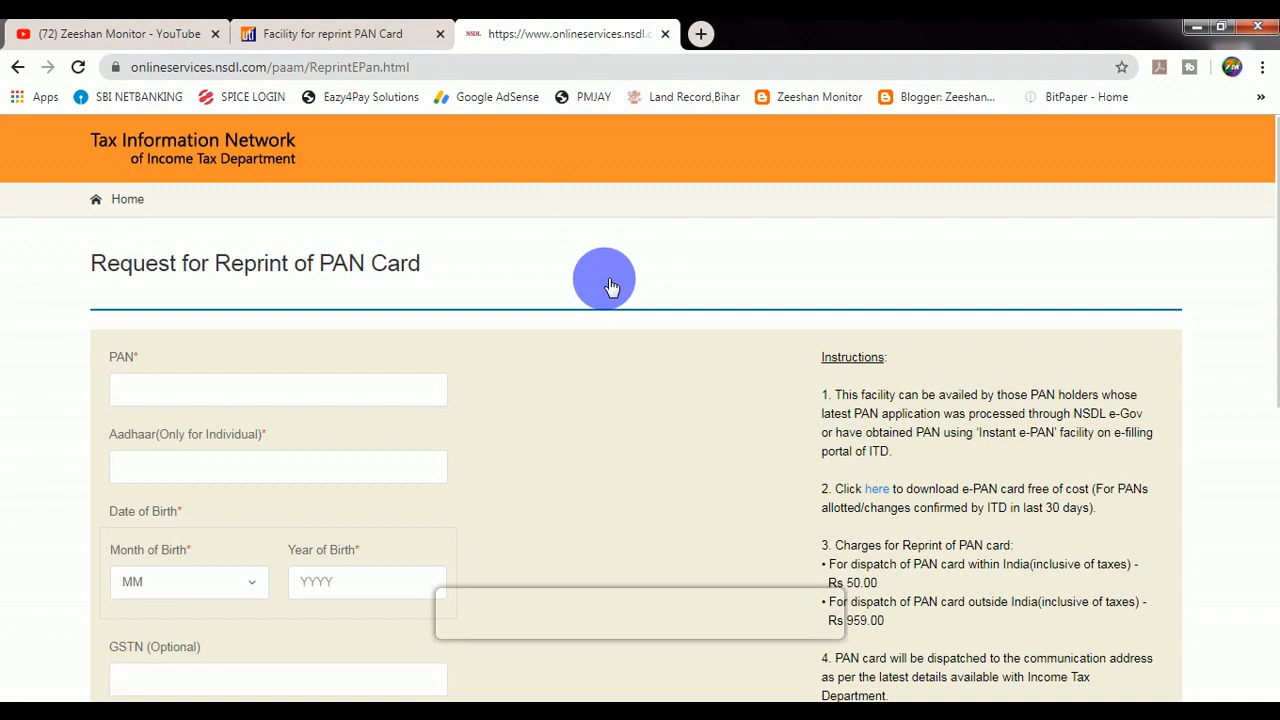 (72) Zeeshan Monitor - YouTube
Facility for reprint PAN Card
NSDL https://www.onlineservices.nsdl.c
onlineservices.nsdl.com/paam/ReprintEPan.html
Apps SBI NETBANKING SPICE LOGIN Eazy4Pay Solutions Google Adsense PMJAY Land Record,Bihar Zeeshan Monitor Blogger: Zeeshan... BitPaper - Home »
Tax Information Network
of Income Tax Department
Home
Request for Reprint of PAN Card
PAN*
Aadhaar(Only for Individual)*
Date of Birth*
Month of Birth*
Year of Birth*
MM
YYYY
GSTN (Optional)
Instructions:
1. This facility can be availed by those PAN holders whose
latest PAN application was processed through NSDL e-Gov
or have obtained PAN using ‘Instant e-PAN’ facility on e-filling
portal of ITD.
2. Click here to download e-PAN card free of cost (For PANs
allotted/changes confirmed by ITD in last 30 days).
3. Charges for Reprint of PAN card:
• For dispatch of PAN card within India(inclusive of taxes) -
Rs 50.00
• For dispatch of PAN card outside India(inclusive of taxes) -
Rs 959.00
4. PAN card will be dispatched to the communication address
as per the latest details available with Income Tax
Department.